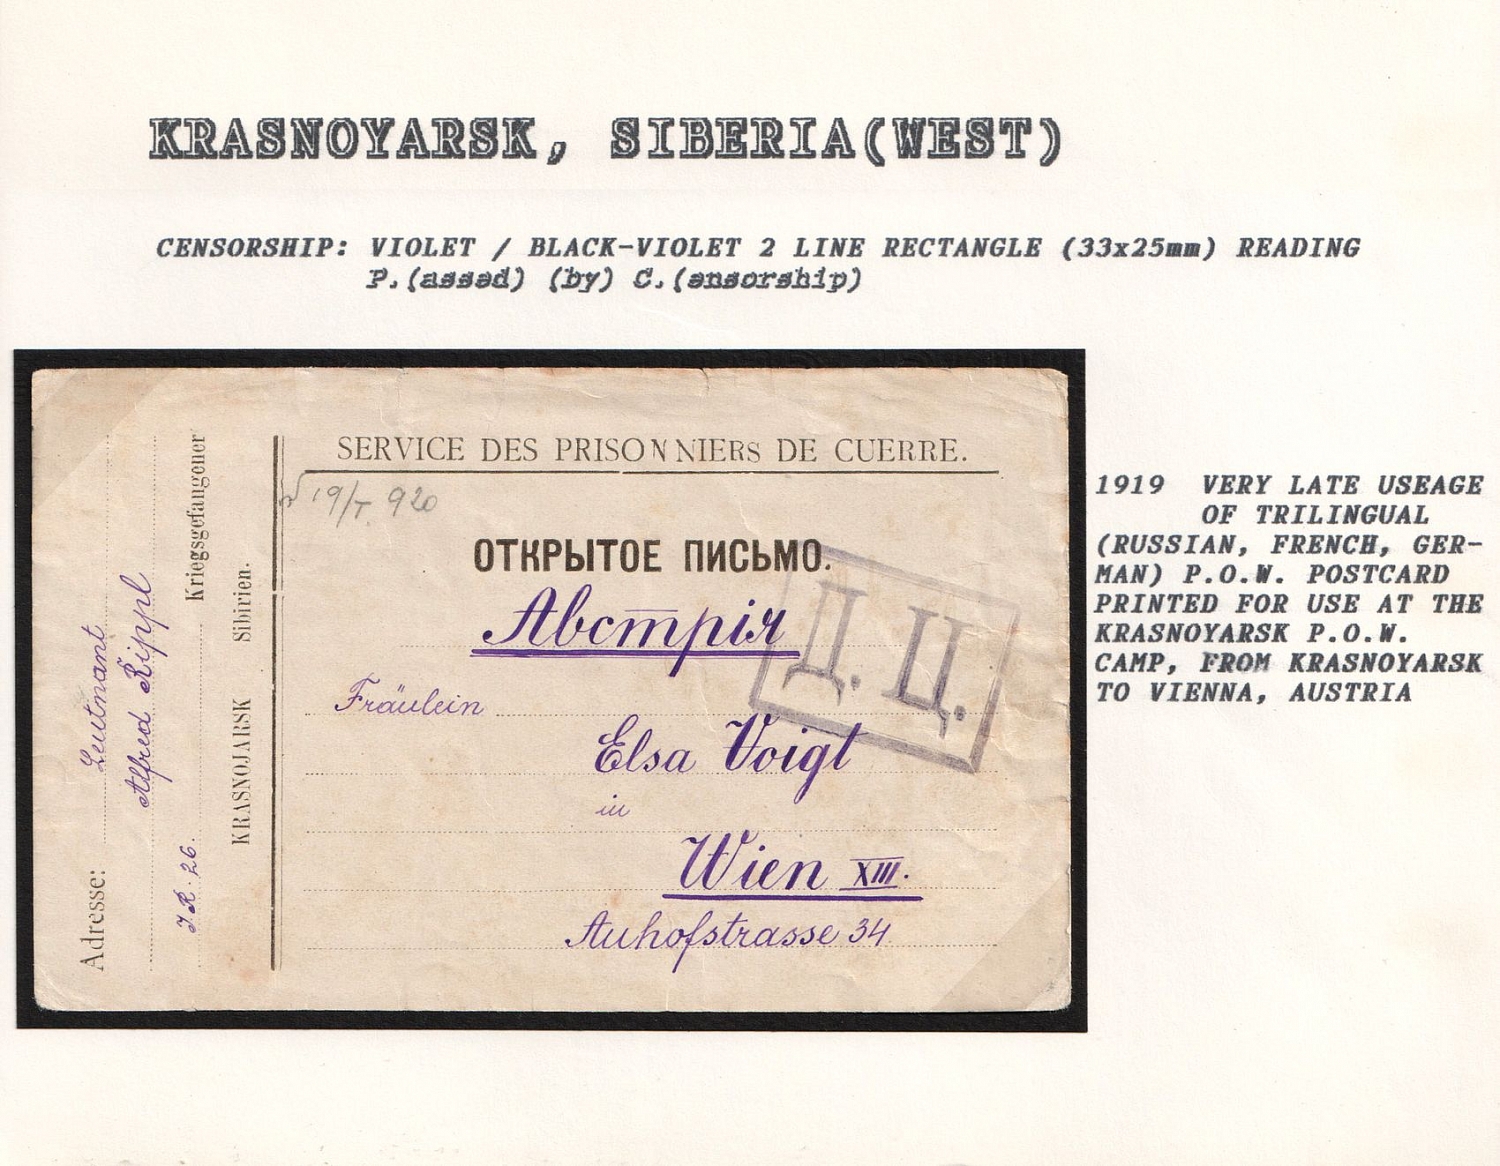 KRASNOYARSK, SIBERIA(WEST)
CENSORSHIP: VIOLET / BLACK-VIOLET 2 LINE RECTANGLE (33x25mm) READING
P.(assed) (by) C.(ensorship)
SERVICE DES PRISONNIERS DE CUERRE.
19/I. 920
ОТКРЫТОЕ ПИСЬМО.
Австрія
Д. Ц.
Fräulein
Elsa Voigt
in
Wien XIII.
Auhofstrasse 34
Adresse: Leutnant
Alfred Rippl
J.R. 26. Kriegsgefangener
KRASNOJARSK Sibirien.
1919 VERY LATE USEAGE
OF TRILINGUAL
(RUSSIAN, FRENCH, GER-
MAN) P.O.W. POSTCARD
PRINTED FOR USE AT THE
KRASNOYARSK P.O.W.
CAMP, FROM KRASNOYARSK
TO VIENNA, AUSTRIA